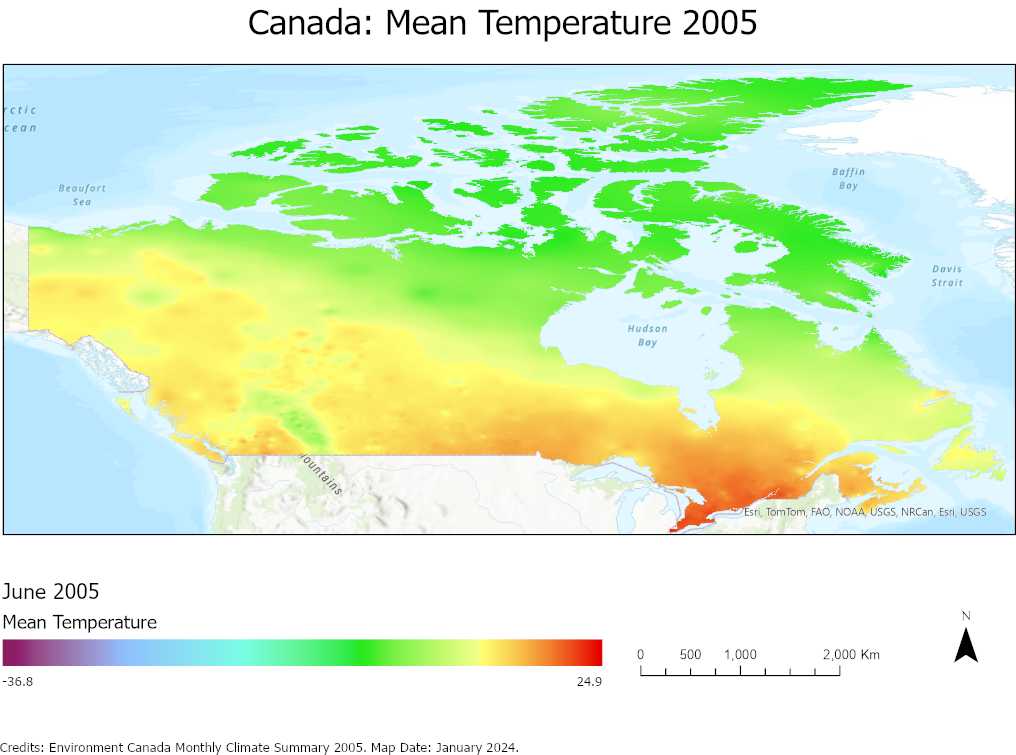 Canada: Mean Temperature 2005
rctic
cean
Beaufort
Sea
Baffin
Bay
Davis
Strait
Hudson
Bay
Mountains
Esri, TomTom, FAO, NOAA, USGS, NRCan, Esri, USGS
June 2005
Mean Temperature
-36.8
24.9
0 500 1,000 2,000 Km
N
Credits: Environment Canada Monthly Climate Summary 2005. Map Date: January 2024.